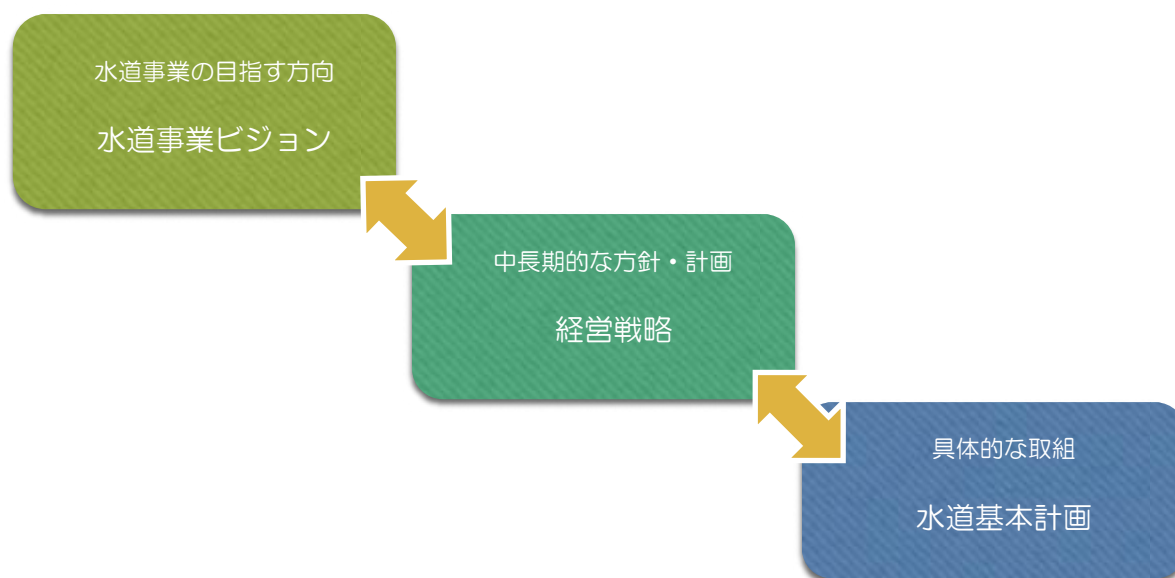 水道事業の目指す方向
水道事業ビジョン
中長期的な方針・計画
経営戦略
具体的な取組
水道基本計画